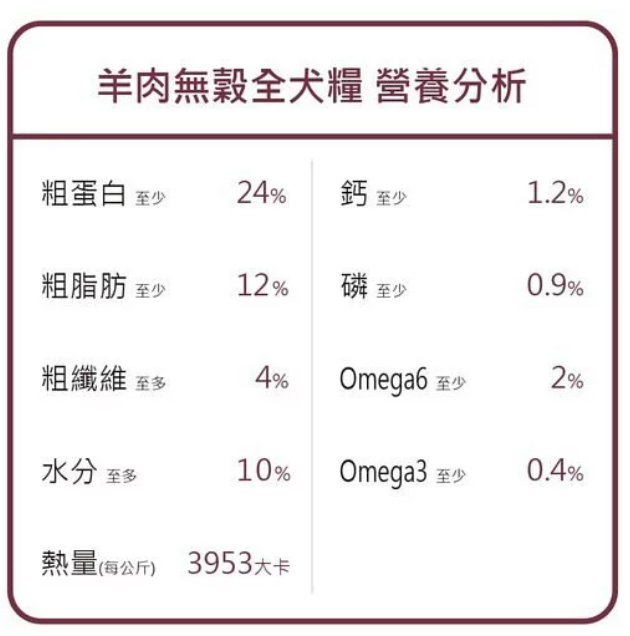 羊肉無穀全犬糧 營養分析
粗蛋白 至少 24%
粗脂肪 至少 12%
粗纖維 至多 4%
水分 至多 10%
熱量(每公斤) 3953大卡
鈣 至少 1.2%
磷 至少 0.9%
Omega6 至少 2%
Omega3 至少 0.4%